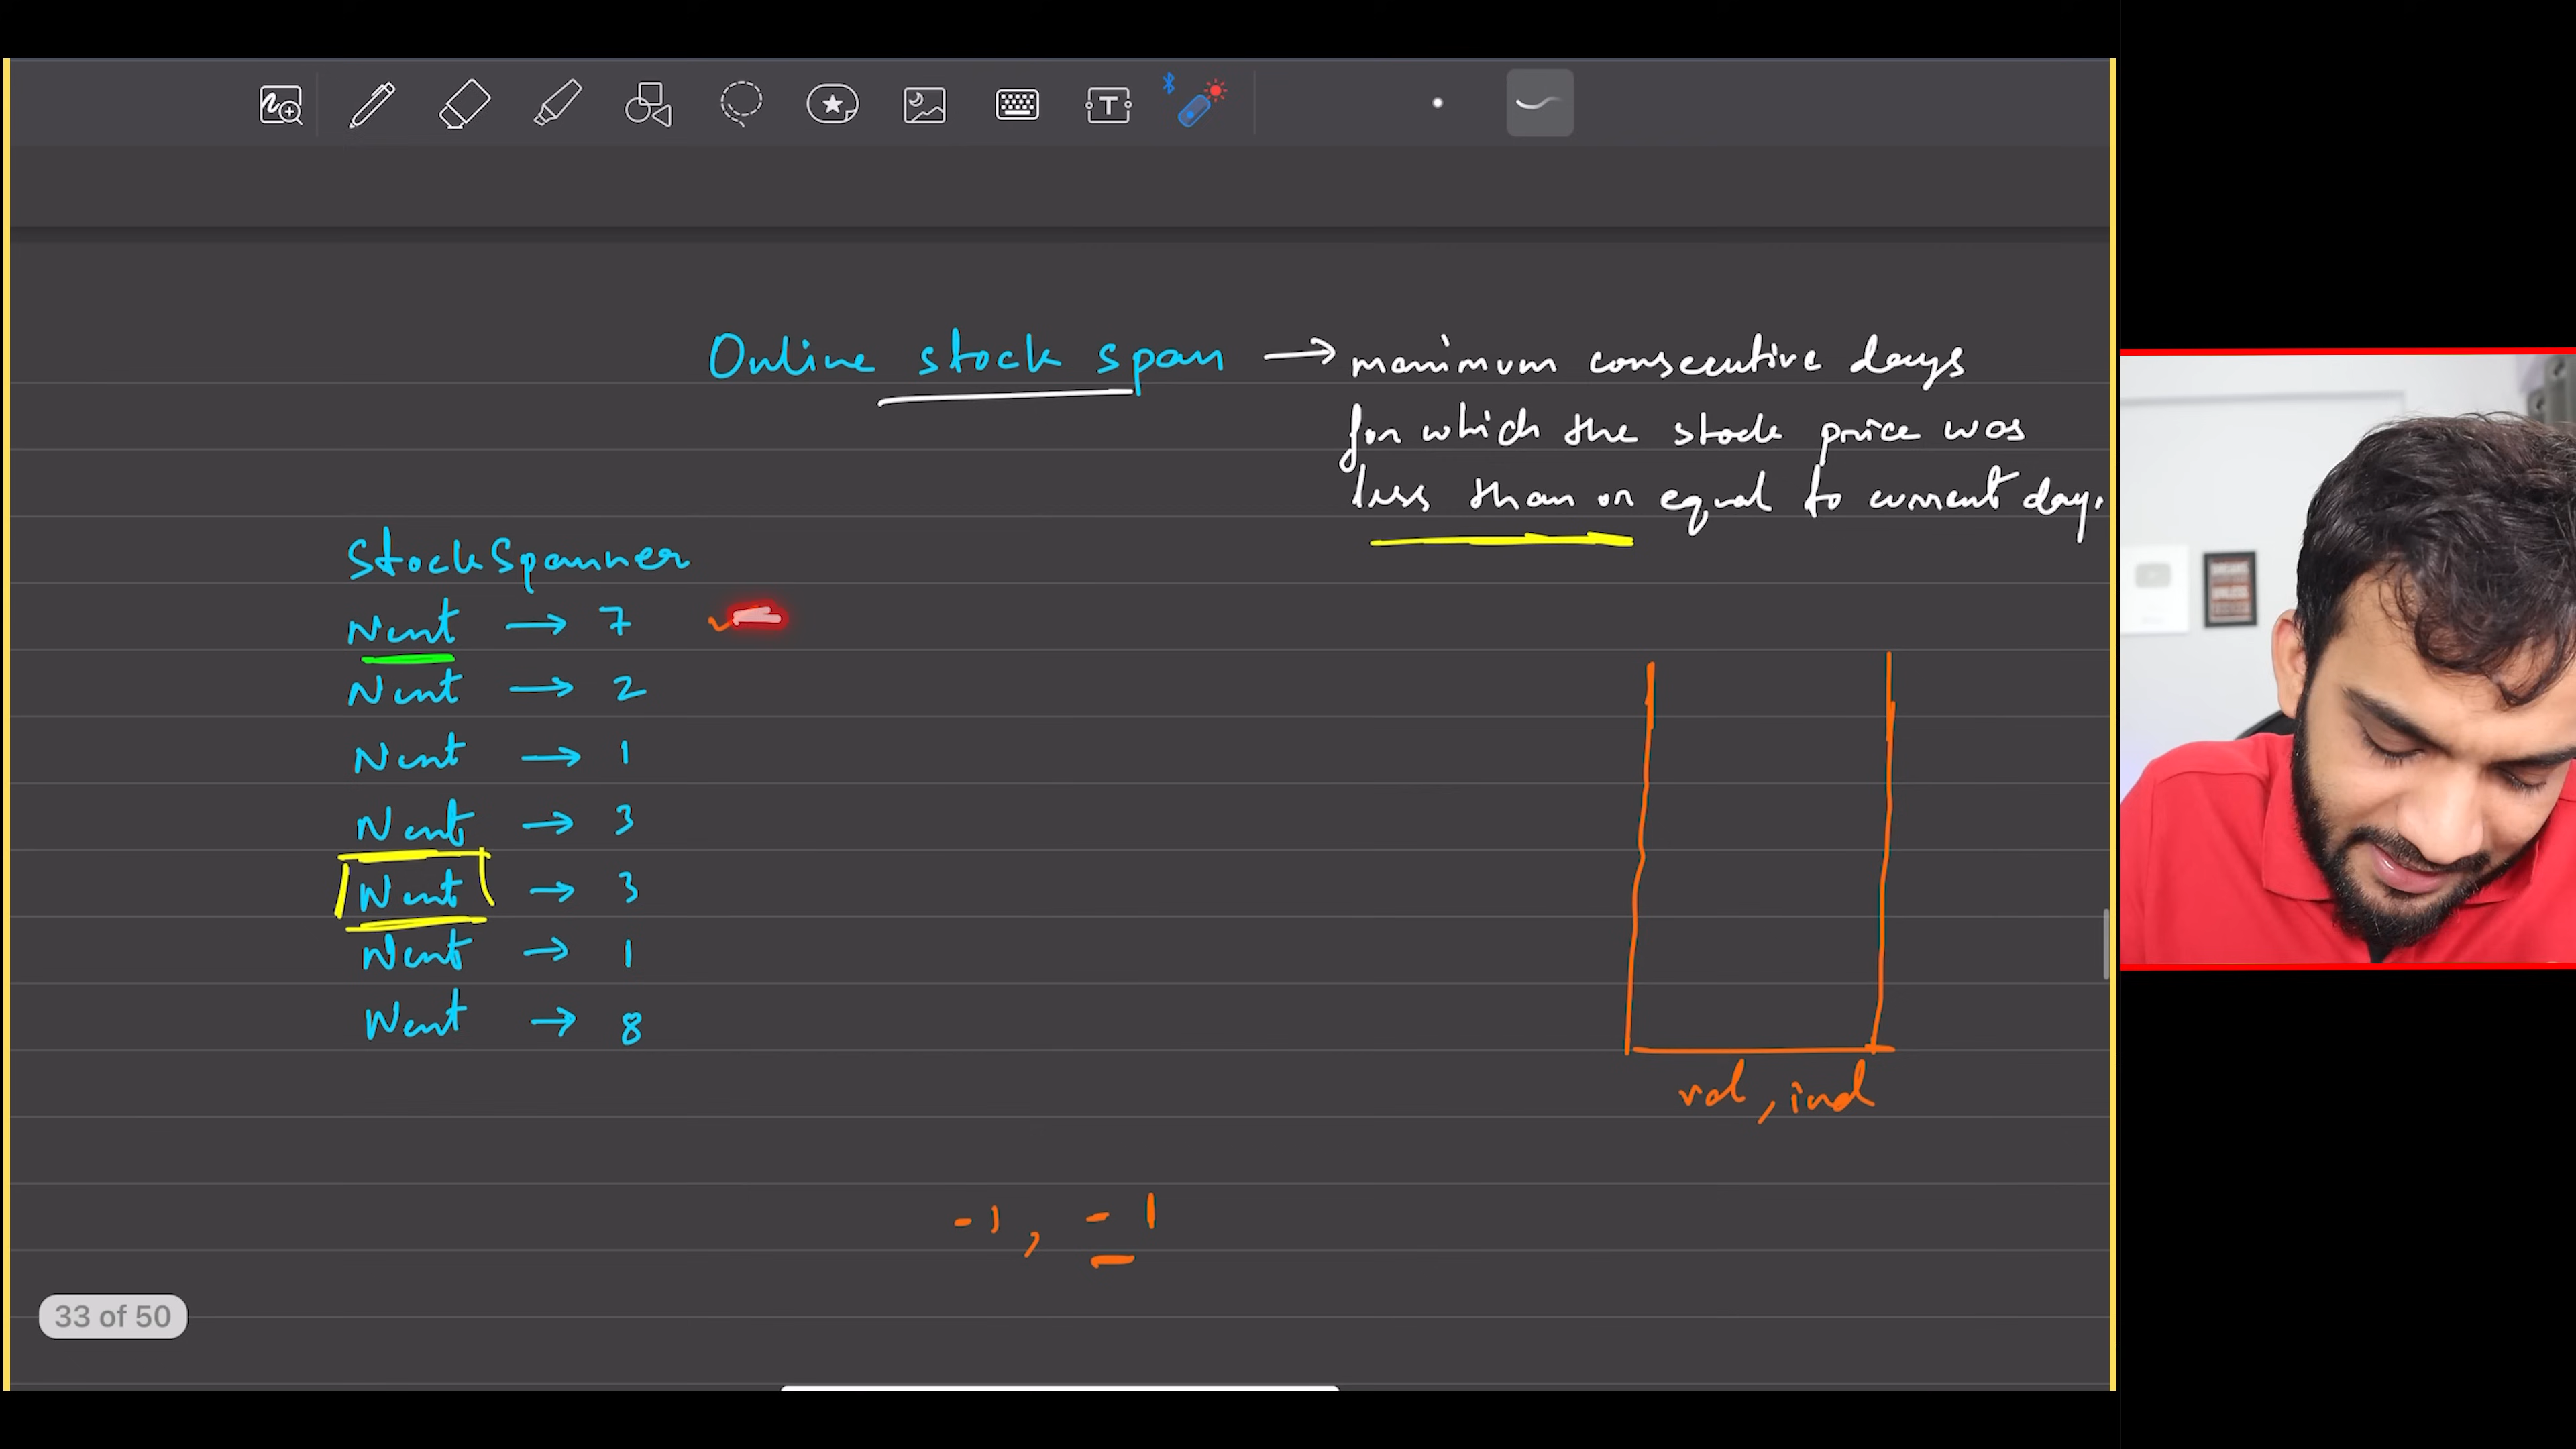 Online stock span → maximum consecutive days
for which the stock price was
less than or equal to current day.
StockSpanner
Next → 7
Next → 2
Next → 1
Next → 3
Next → 3
Next → 1
Next → 8
val, ind
-1, -1
33 of 50